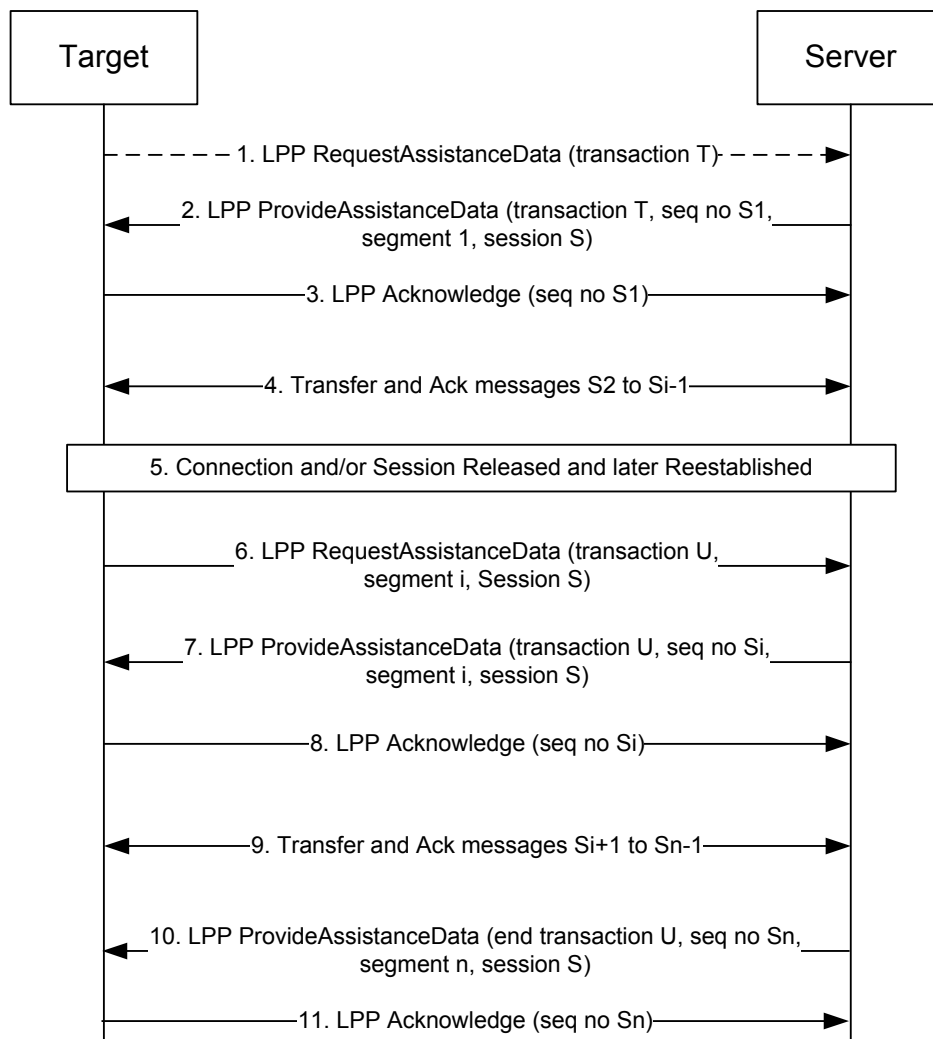 Target
Server
1. LPP RequestAssistanceData (transaction T)
2. LPP ProvideAssistanceData (transaction T, seq no S1,
segment 1, session S)
3. LPP Acknowledge (seq no S1)
4. Transfer and Ack messages S2 to Si-1
5. Connection and/or Session Released and later Reestablished
6. LPP RequestAssistanceData (transaction U,
segment i, Session S)
7. LPP ProvideAssistanceData (transaction U, seq no Si,
segment i, session S)
8. LPP Acknowledge (seq no Si)
9. Transfer and Ack messages Si+1 to Sn-1
10. LPP ProvideAssistanceData (end transaction U, seq no Sn,
segment n, session S)
11. LPP Acknowledge (seq no Sn)